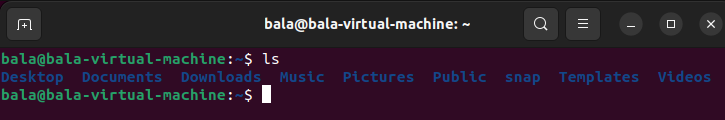 bala@bala-virtual-machine: ~
bala@bala-virtual-machine:~$ ls
Desktop  Documents  Downloads  Music  Pictures  Public  snap  Templates  Videos
bala@bala-virtual-machine:~$